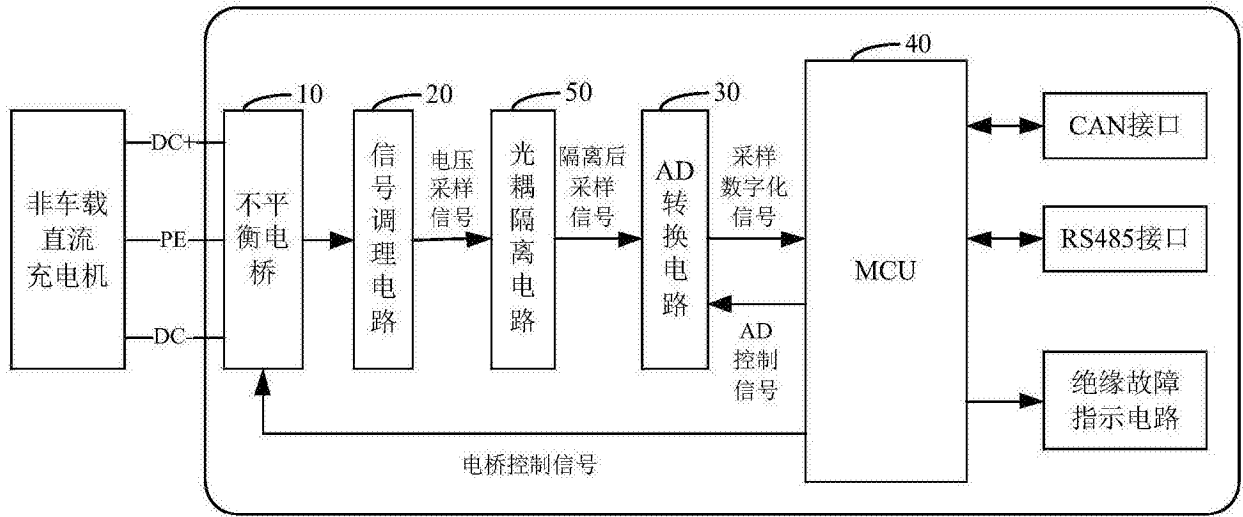 非车载
直流
充电机
DC+
PE
DC-
10
不平
衡电
桥
20
信号调理电路
电压
采样
信号
50
光耦隔离电路
隔离后
采样
信号
30
AD
转换电路
采样
数字化
信号
AD
控制
信号
40
MCU
CAN接口
RS485接口
绝缘故障
指示电路
电桥控制信号